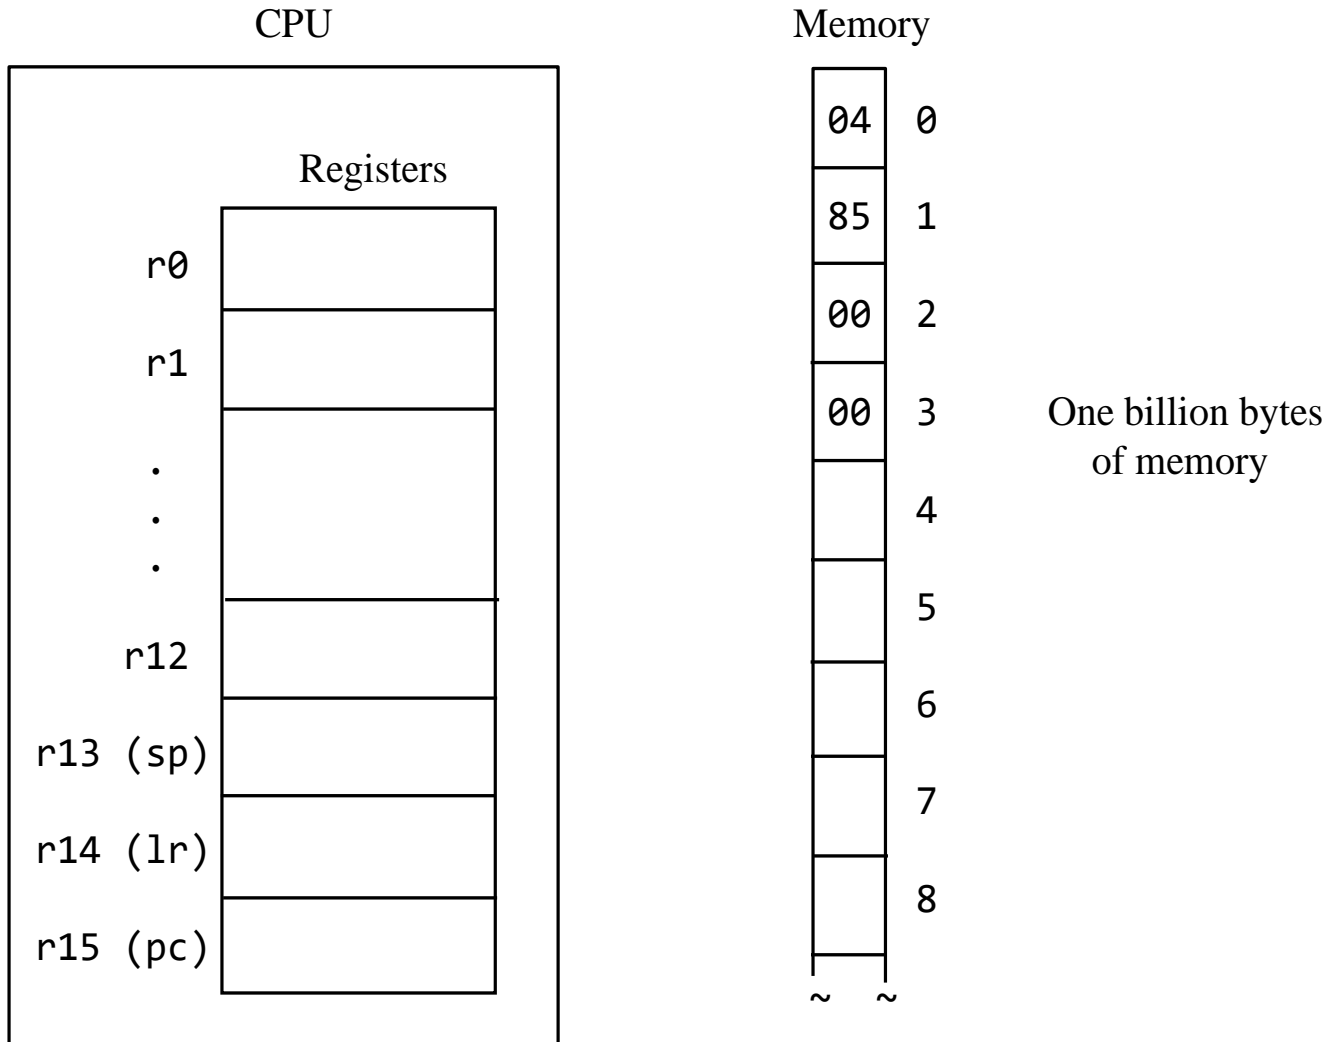 CPU
Memory
Registers
r0
r1
.
.
.
r12
r13 (sp)
r14 (lr)
r15 (pc)
04 0
85 1
00 2
00 3
4
5
6
7
8
~ ~
One billion bytes
of memory